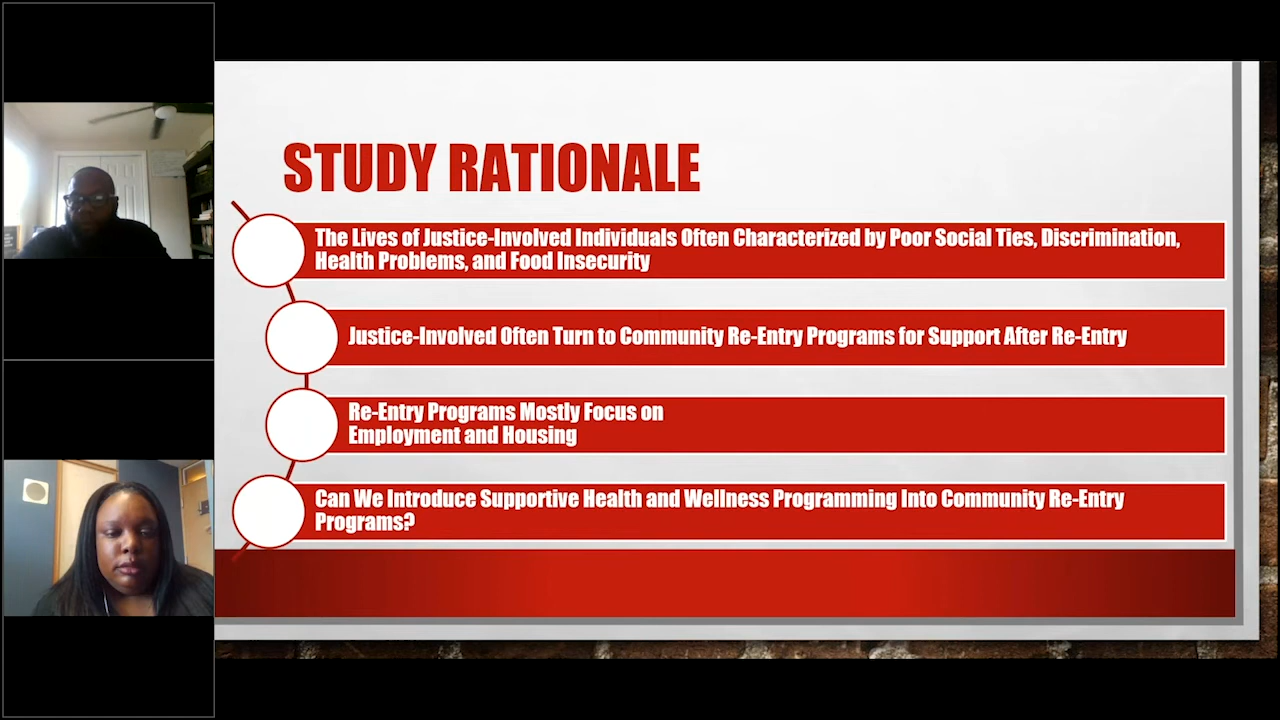 STUDY RATIONALE
The Lives of Justice-Involved Individuals Often Characterized by Poor Social Ties, Discrimination,
Health Problems, and Food Insecurity
Justice-Involved Often Turn to Community Re-Entry Programs for Support After Re-Entry
Re-Entry Programs Mostly Focus on
Employment and Housing
Can We Introduce Supportive Health and Wellness Programming Into Community Re-Entry
Programs?